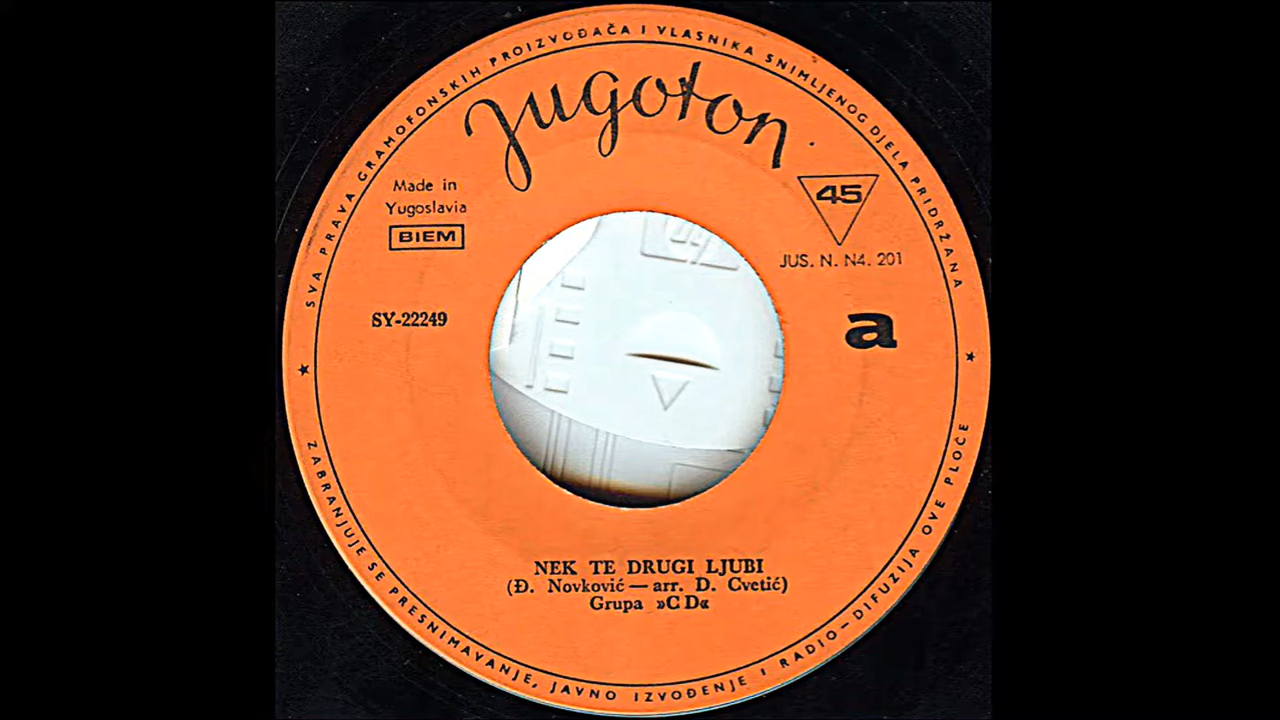 SVA PRAVA GRAMOFONSKIH PROIZVOĐAČA I VLASNIKA SNIMLJENOG DJELA PRIDRŽANA
Jugoton
Made in
Yugoslavia
BIEM
45
JUS. N. N4. 201
SY-22249
a
NEK TE DRUGI LJUBI
(Đ. Novković — arr. D. Cvetić)
Grupa »C D«
ZABRANJUJE SE PRESNIMAVANJE, JAVNO IZVOĐENJE I RADIO-DIFUZIJA OVE PLOČE